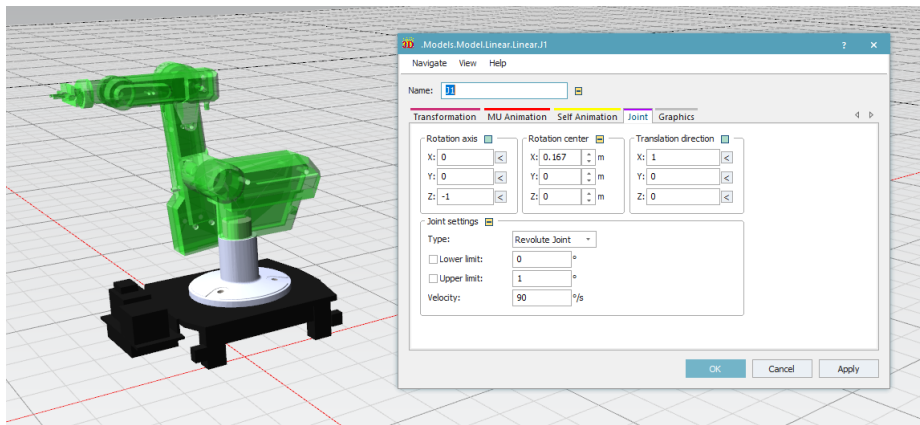 3D .Models.Model.Linear.Linear.J1 ? ×
Navigate View Help
Name: J1
Transformation MU Animation Self Animation Joint Graphics
Rotation axis Rotation center Translation direction
X: 0 < X: 0.167 m X: 1 <
Y: 0 < Y: 0 m Y: 0 <
Z: -1 < Z: 0 m Z: 0 <
Joint settings
Type: Revolute Joint
Lower limit: 0 °
Upper limit: 1 °
Velocity: 90 °/s
OK Cancel Apply